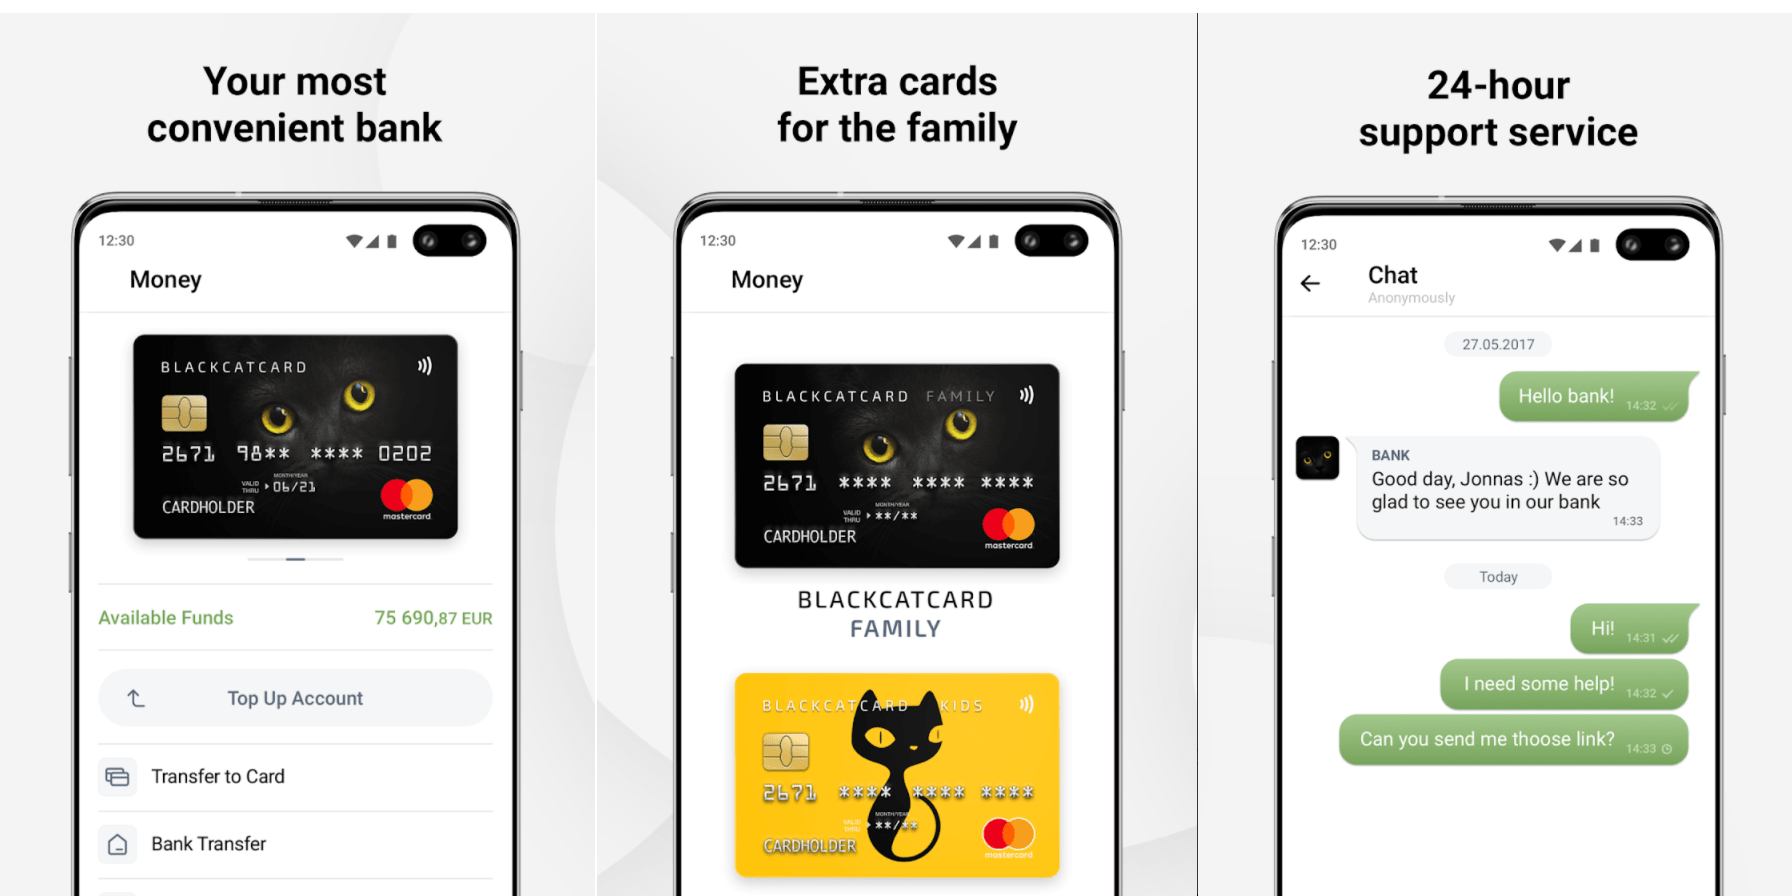 Your most
convenient bank
12:30
Money
BLACKCATCARD
2671 98** **** 0202
MONTH/YEAR
VALID THRU 06/21
CARDHOLDER
mastercard
Available Funds 75 690,87 EUR
Top Up Account
Transfer to Card
Bank Transfer
Extra cards
for the family
12:30
Money
BLACKCATCARD FAMILY
2671 **** **** ****
MONTH/YEAR
VALID THRU **/**
CARDHOLDER
mastercard
BLACKCATCARD
FAMILY
BLACKCATCARD KIDS
2671 **** **** ****
MONTH/YEAR
VALID THRU **/**
CARDHOLDER
mastercard
24-hour
support service
12:30
Chat
Anonymously
27.05.2017
Hello bank! 14:32
BANK
Good day, Jonnas :) We are so
glad to see you in our bank
14:33
Today
Hi! 14:31
I need some help! 14:32
Can you send me thoose link? 14:33